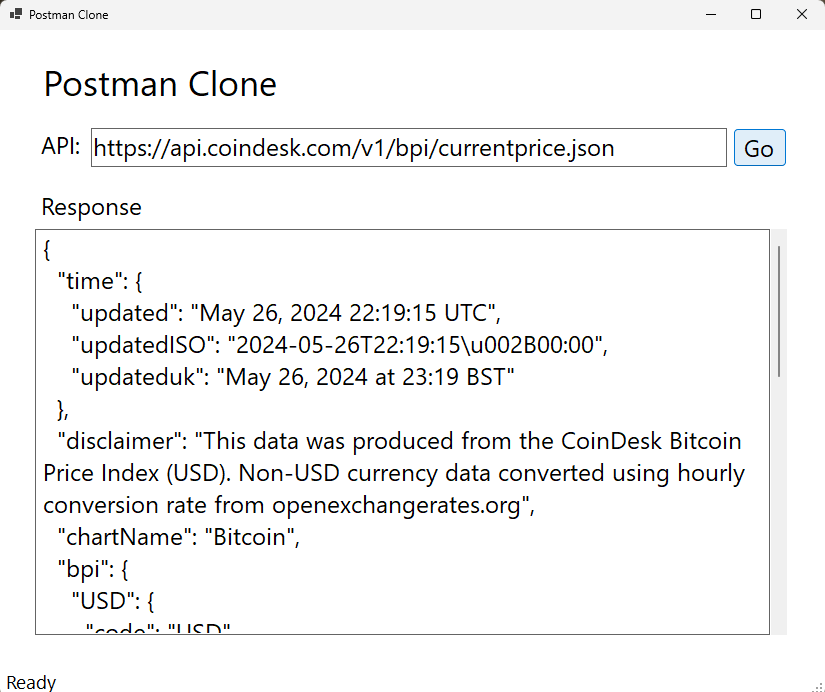 Postman Clone
Postman Clone
API: https://api.coindesk.com/v1/bpi/currentprice.json Go
Response
{
"time": {
"updated": "May 26, 2024 22:19:15 UTC",
"updatedISO": "2024-05-26T22:19:15\u002B00:00",
"updateduk": "May 26, 2024 at 23:19 BST"
},
"disclaimer": "This data was produced from the CoinDesk Bitcoin
Price Index (USD). Non-USD currency data converted using hourly
conversion rate from openexchangerates.org",
"chartName": "Bitcoin",
"bpi": {
"USD": {
"code": "USD"
Ready